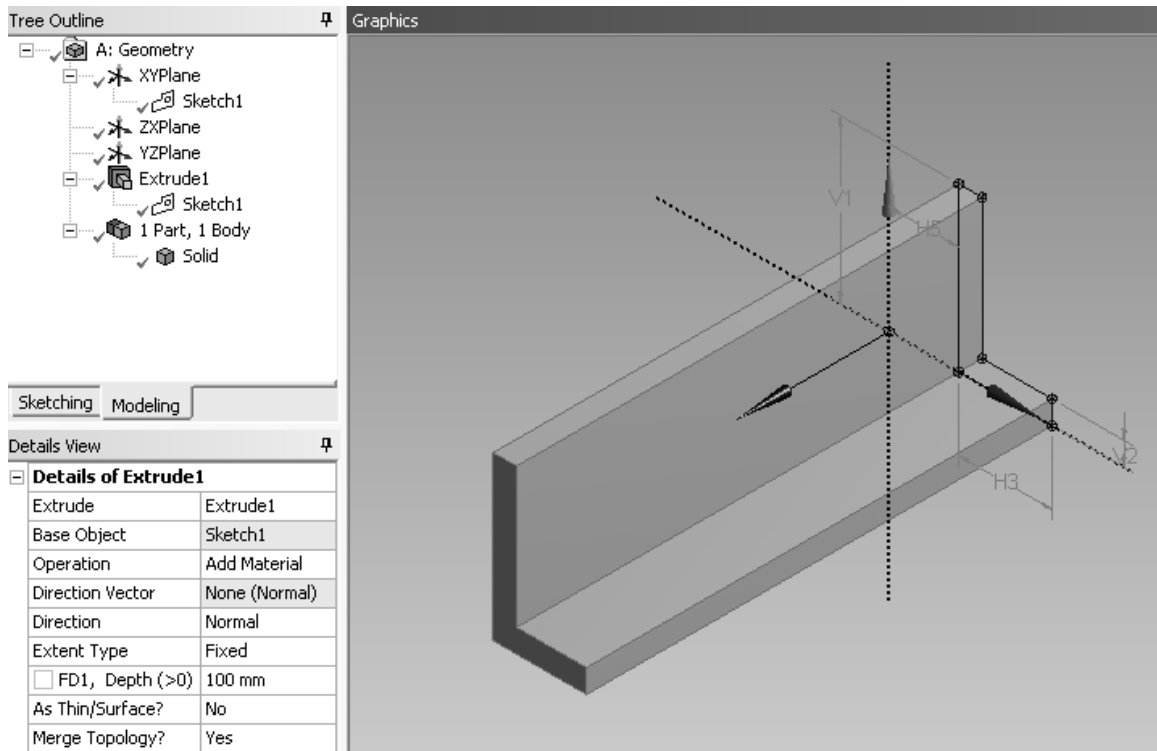 Tree Outline
Graphics
A: Geometry
XYPlane
Sketch1
ZXPlane
YZPlane
Extrude1
Sketch1
1 Part, 1 Body
Solid
Sketching Modeling
Details View
Details of Extrude1
Extrude Extrude1
Base Object Sketch1
Operation Add Material
Direction Vector None (Normal)
Direction Normal
Extent Type Fixed
FD1, Depth (>0) 100 mm
As Thin/Surface? No
Merge Topology? Yes
V1
H5
V2
H3